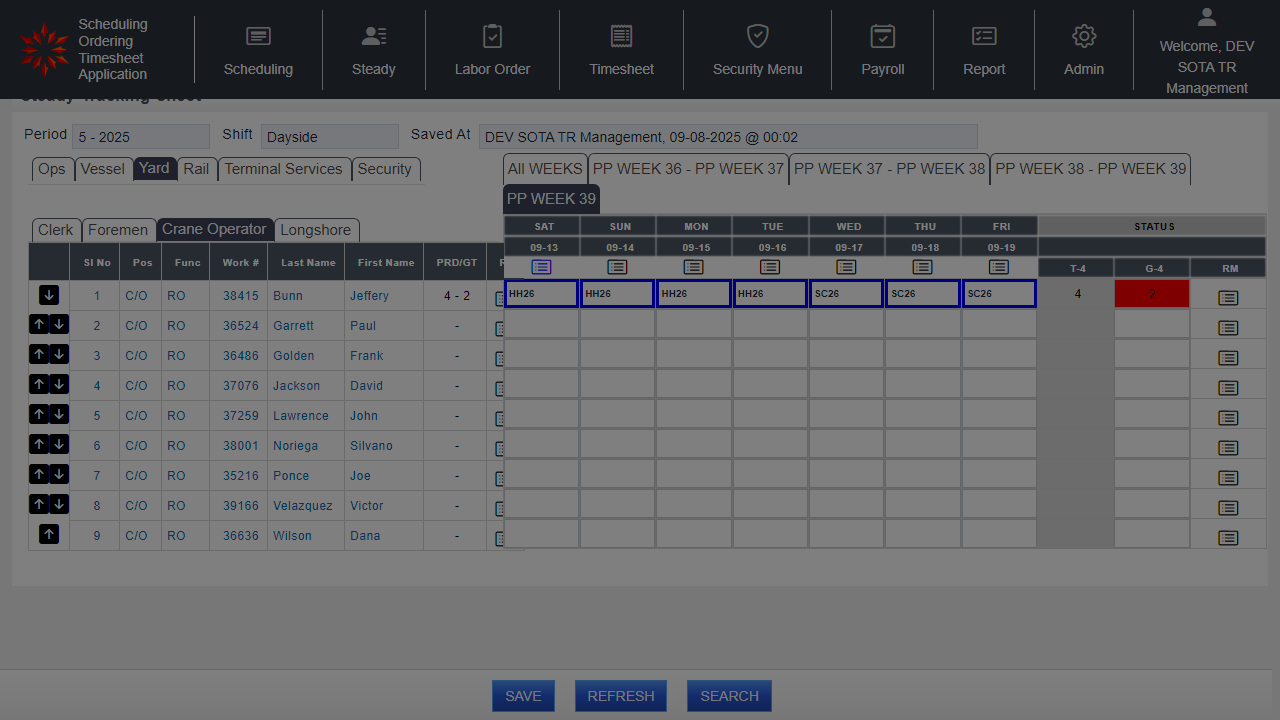 Scheduling
Ordering
Timesheet
Application
Scheduling
Steady
Labor Order
Timesheet
Security Menu
Payroll
Report
Admin
Welcome, DEV
SOTA TR
Management
Period 5 - 2025 Shift Dayside Saved At DEV SOTA TR Management, 09-08-2025 @ 00:02
Ops Vessel Yard Rail Terminal Services Security
All WEEKS PP WEEK 36 - PP WEEK 37 PP WEEK 37 - PP WEEK 38 PP WEEK 38 - PP WEEK 39
PP WEEK 39
Clerk Foremen Crane Operator Longshore
SAT SUN MON TUE WED THU FRI STATUS
09-13 09-14 09-15 09-16 09-17 09-18 09-19
Sl No Pos Func Work # Last Name First Name PRD/GT
T-4 G-4 RM
1 C/O RO 38415 Bunn Jeffery 4 - 2 HH26 HH26 HH26 HH26 SC26 SC26 SC26 4 2
2 C/O RO 36524 Garrett Paul -
3 C/O RO 36486 Golden Frank -
4 C/O RO 37076 Jackson David -
5 C/O RO 37259 Lawrence John -
6 C/O RO 38001 Noriega Silvano -
7 C/O RO 35216 Ponce Joe -
8 C/O RO 39166 Velazquez Victor -
9 C/O RO 36636 Wilson Dana -
SAVE REFRESH SEARCH